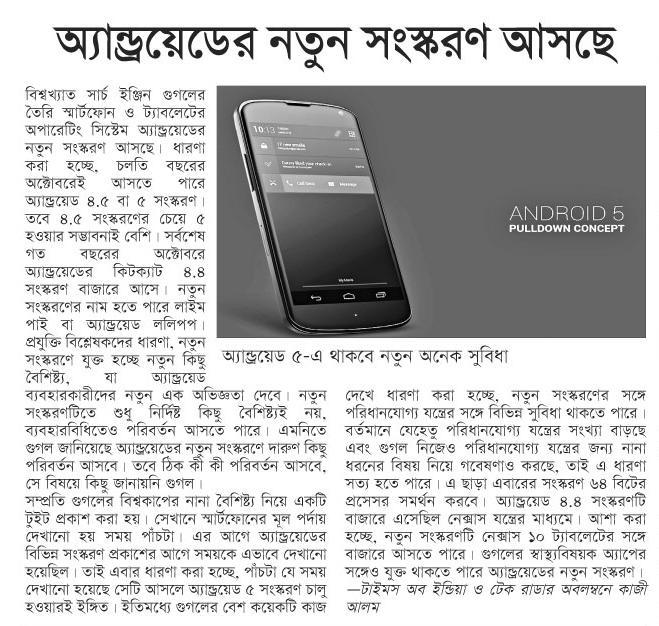 অ্যান্ড্রয়েডের নতুন সংস্করণ আসছে
বিশ্বখ্যাত সার্চ ইঞ্জিন গুগলের
তৈরি স্মার্টফোন ও ট্যাবলেটের
অপারেটিং সিস্টেম অ্যান্ড্রয়েডের
নতুন সংস্করণ আসছে। ধারণা
করা হচ্ছে, চলতি বছরের
অক্টোবরেই আসতে পারে
অ্যান্ড্রয়েড ৪.৫ বা ৫ সংস্করণ।
তবে ৪.৫ সংস্করণের চেয়ে ৫
হওয়ার সম্ভাবনাই বেশি। সর্বশেষ
গত বছরের অক্টোবরে
অ্যান্ড্রয়েডের কিটক্যাট ৪.৪
সংস্করণ বাজারে আসে। নতুন
সংস্করণের নাম হতে পারে লাইম
পাই বা অ্যান্ড্রয়েড ললিপপ।
প্রযুক্তি বিশ্লেষকদের ধারণা, নতুন
সংস্করণে যুক্ত হচ্ছে নতুন কিছু
বৈশিষ্ট্য, যা অ্যান্ড্রয়েড
ব্যবহারকারীদের নতুন এক অভিজ্ঞতা দেবে। নতুন
সংস্করণটিতে শুধু নির্দিষ্ট কিছু বৈশিষ্ট্যই নয়,
ব্যবহারবিধিতেও পরিবর্তন আসতে পারে। এমনিতে
গুগল জানিয়েছে অ্যান্ড্রয়েডের নতুন সংস্করণে দারুণ কিছু
পরিবর্তন আসবে। তবে ঠিক কী কী পরিবর্তন আসবে,
সে বিষয়ে কিছু জানায়নি গুগল।
সম্প্রতি গুগলের বিশ্বকাপের নানা বৈশিষ্ট্য নিয়ে একটি
টুইট প্রকাশ করা হয়। সেখানে স্মার্টফোনের মূল পর্দায়
দেখানো হয় সময় পাঁচটা। এর আগে অ্যান্ড্রয়েডের
বিভিন্ন সংস্করণ প্রকাশের আগে সময়কে এভাবে দেখানো
হয়েছিল। তাই এবার ধারণা করা হচ্ছে, পাঁচটা যে সময়
দেখানো হয়েছে সেটি আসলে অ্যান্ড্রয়েড ৫ সংস্করণ চালু
হওয়ারই ইঙ্গিত। ইতিমধ্যে গুগলের বেশ কয়েকটি কাজ
10:13
17 new emails
Danny liked your check-in
Call back
Message
ANDROID 5
PULLDOWN CONCEPT
অ্যান্ড্রয়েড ৫-এ থাকবে নতুন অনেক সুবিধা
দেখে ধারণা করা হচ্ছে, নতুন সংস্করণের সঙ্গে
পরিধানযোগ্য যন্ত্রের সঙ্গে বিভিন্ন সুবিধা থাকতে পারে।
বর্তমানে যেহেতু পরিধানযোগ্য যন্ত্রের সংখ্যা বাড়ছে
এবং গুগল নিজেও পরিধানযোগ্য যন্ত্রের জন্য নানা
ধরনের বিষয় নিয়ে গবেষণাও করছে, তাই এ ধারণা
সত্য হতে পারে। এ ছাড়া এবারের সংস্করণ ৬৪ বিটের
প্রসেসর সমর্থন করবে। অ্যান্ড্রয়েড ৪.৪ সংস্করণটি
বাজারে এসেছিল নেক্সাস যন্ত্রের মাধ্যমে। আশা করা
হচ্ছে, নতুন সংস্করণটি নেক্সাস ১০ ট্যাবলেটের সঙ্গে
বাজারে আসতে পারে। গুগলের স্বাস্থ্যবিষয়ক অ্যাপের
সঙ্গেও যুক্ত থাকতে পারে অ্যান্ড্রয়েডের নতুন সংস্করণ।
—টাইমস অব ইন্ডিয়া ও টেক রাডার অবলম্বনে কাজী
আলম